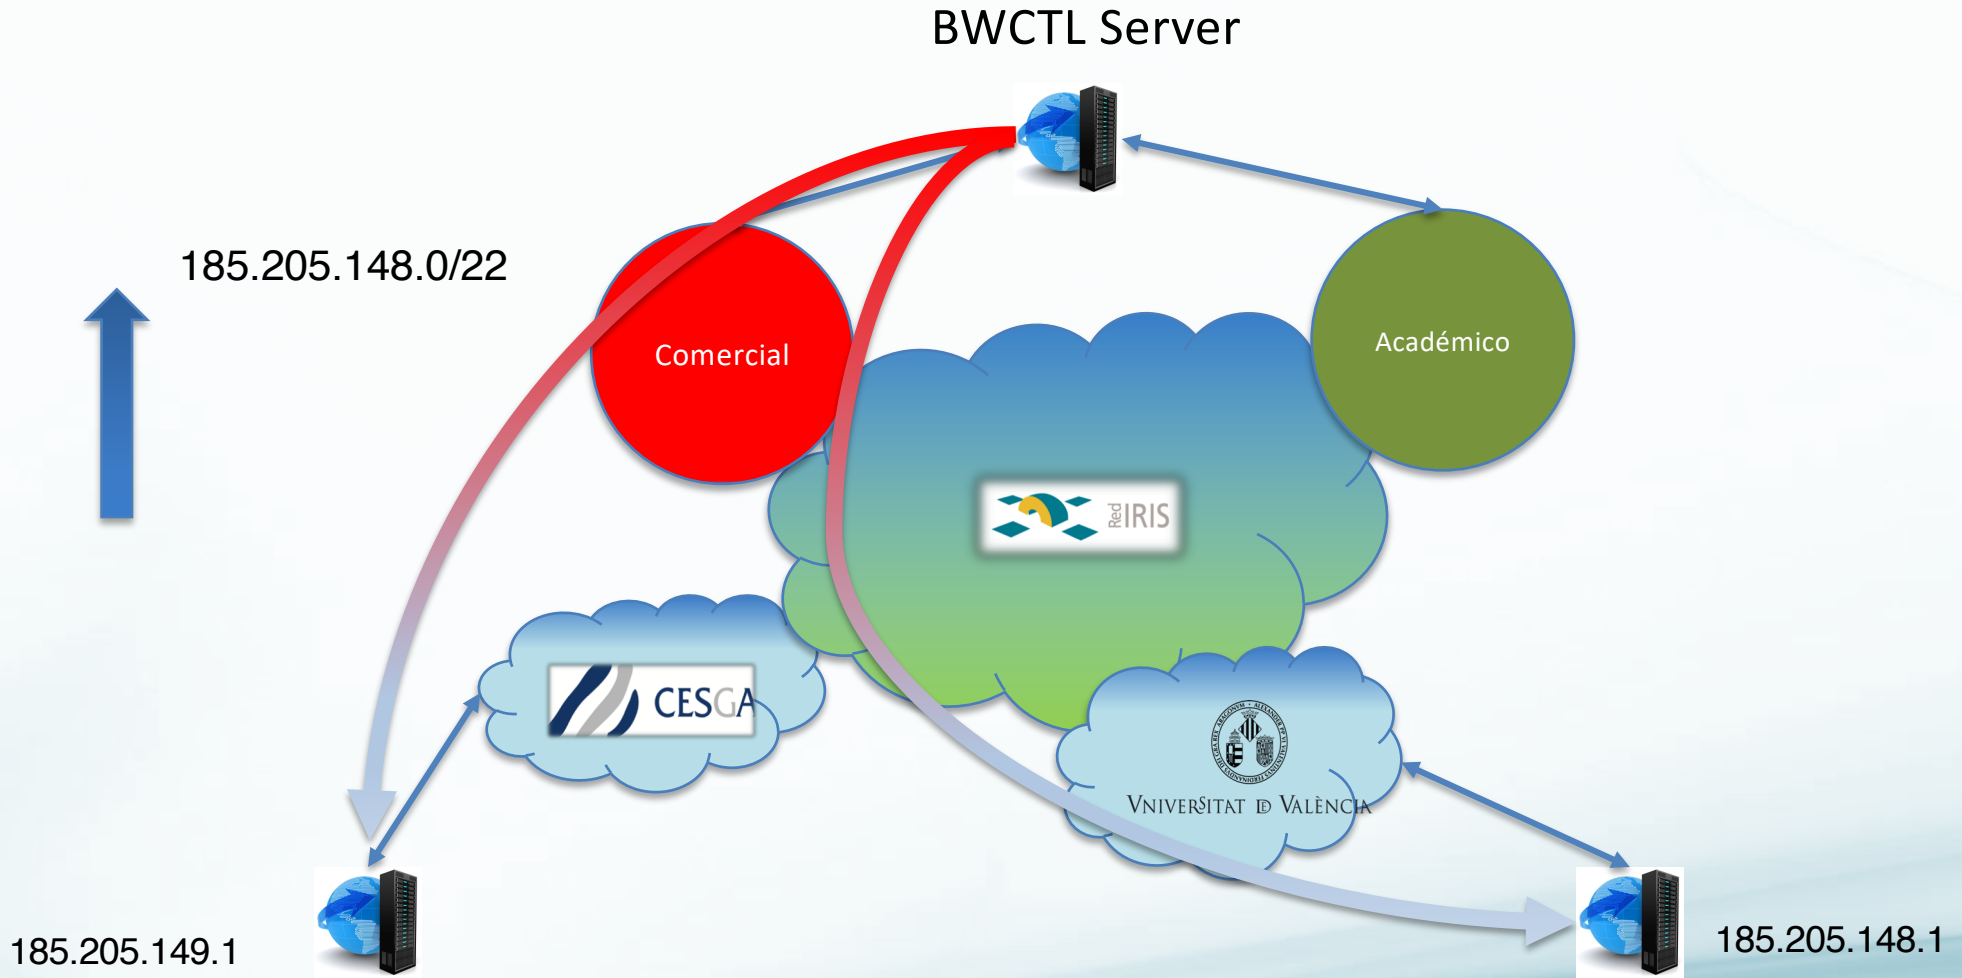 BWCTL Server
185.205.148.0/22
Comercial
Académico
RedIRIS
CESGA
VNIVERSITAT DE VALÈNCIA
185.205.149.1
185.205.148.1